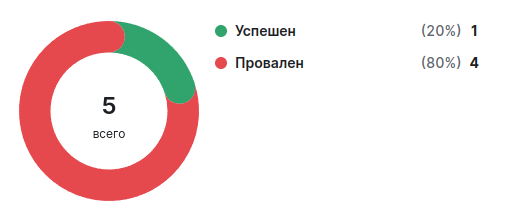 Успешен (20%) 1
Провален (80%) 4
5
всего